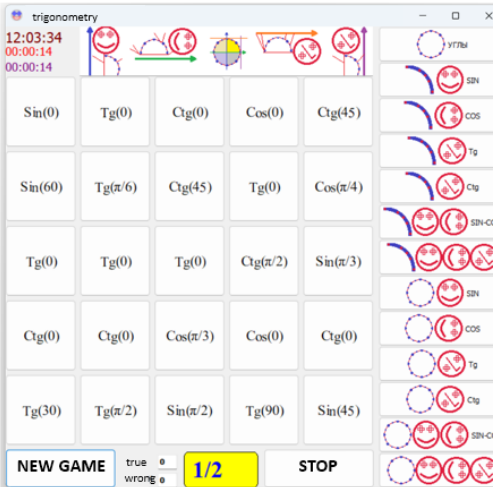 trigonometry
12:03:34
00:00:14
00:00:14
Sin(0) Tg(0) Ctg(0) Cos(0) Ctg(45)
Sin(60) Tg(π/6) Ctg(45) Tg(0) Cos(π/4)
Tg(0) Tg(0) Tg(0) Ctg(π/2) Sin(π/3)
Ctg(0) Ctg(0) Cos(π/3) Cos(0) Ctg(0)
Tg(30) Tg(π/2) Sin(π/2) Tg(90) Sin(45)
NEW GAME
true 0
wrong 0
1/2
STOP
углы
SIN
COS
Tg
Ctg
SIN-CO
SIN
COS
Tg
Ctg
SIN-CO